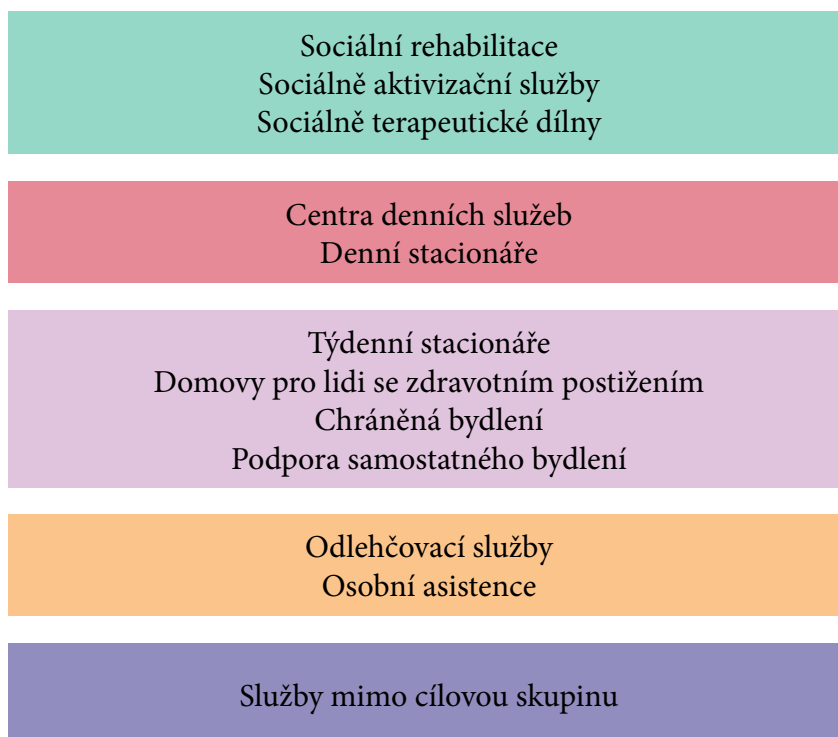 Sociální rehabilitace
Sociálně aktivizační služby
Sociálně terapeutické dílny
Centra denních služeb
Denní stacionáře
Týdenní stacionáře
Domovy pro lidi se zdravotním postižením
Chráněná bydlení
Podpora samostatného bydlení
Odlehčovací služby
Osobní asistence
Služby mimo cílovou skupinu